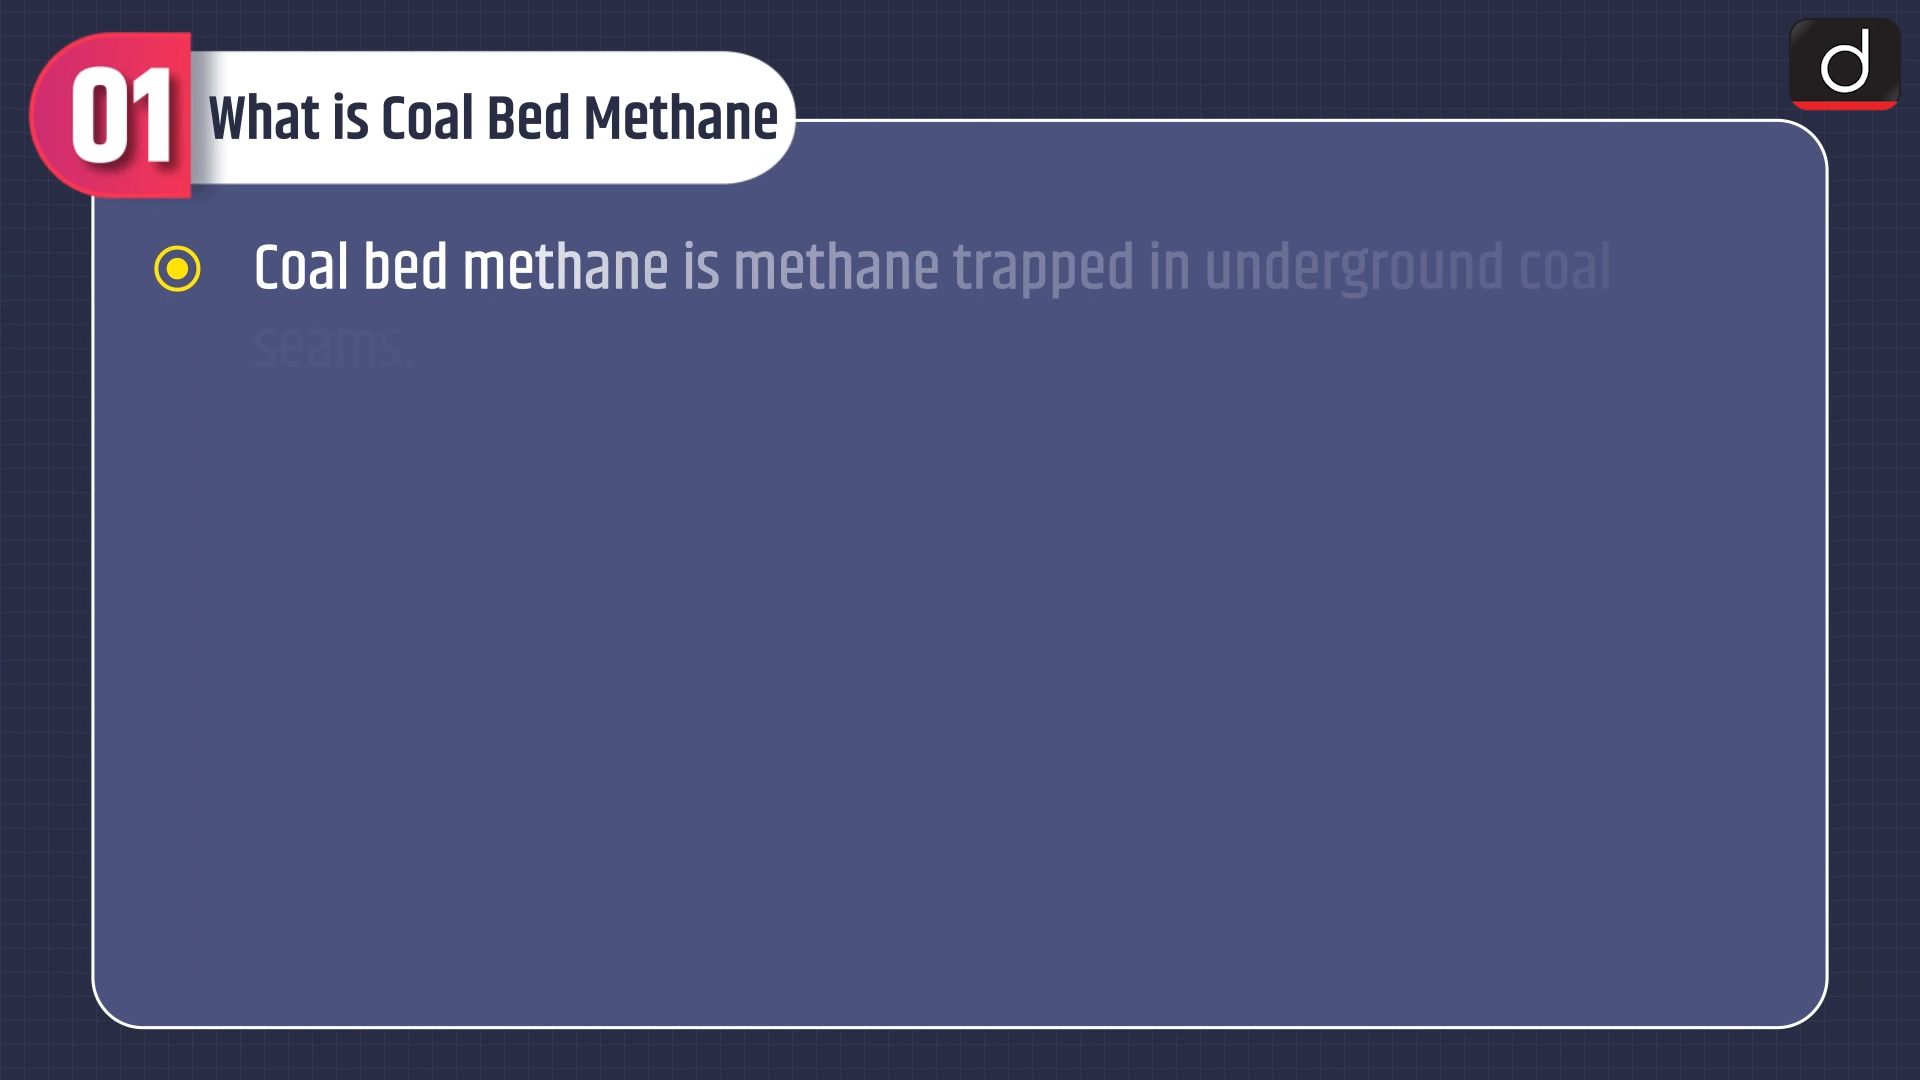 01
What is Coal Bed Methane
d
Coal bed methane is methane trapped in underground coal
seams.